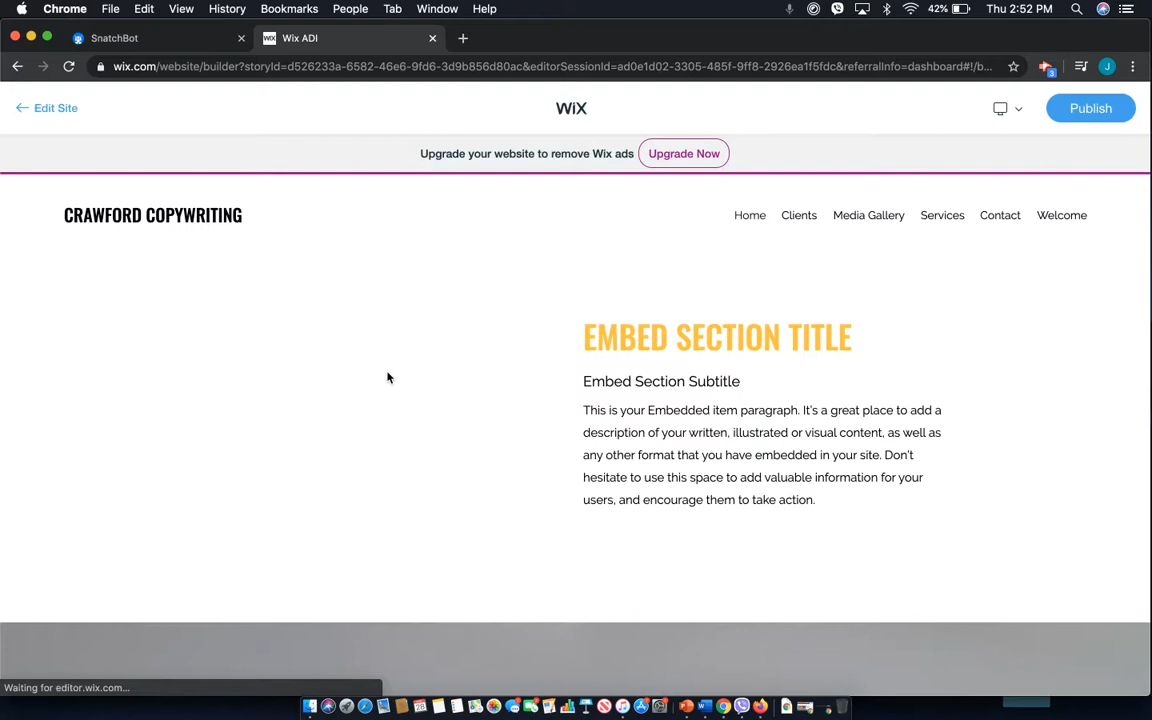 Chrome File Edit View History Bookmarks People Tab Window Help 42% Thu 2:52 PM
SnatchBot Wix ADI
wix.com/website/builder?storyId=d526233a-6582-46e6-9fd6-3d9b856d80ac&editorSessionId=ad0e1d02-3305-485f-9ff8-2926ea1f5fdc&referralInfo=dashboard#!/b... 3 J
Edit Site WiX Publish
Upgrade your website to remove Wix ads Upgrade Now
CRAWFORD COPYWRITING Home Clients Media Gallery Services Contact Welcome
EMBED SECTION TITLE
Embed Section Subtitle
This is your Embedded item paragraph. It's a great place to add a
description of your written, illustrated or visual content, as well as
any other format that you have embedded in your site. Don't
hesitate to use this space to add valuable information for your
users, and encourage them to take action.
Waiting for editor.wix.com...